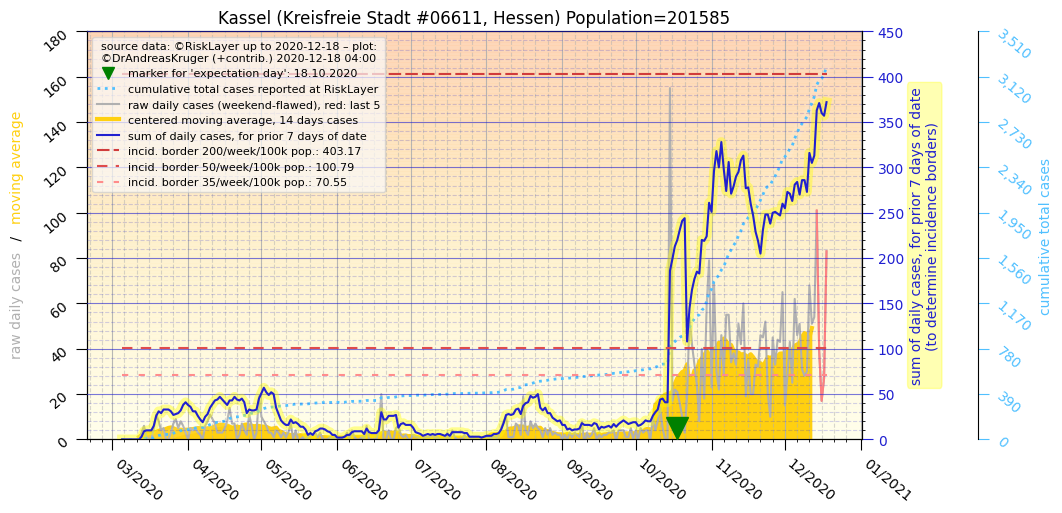 Kassel (Kreisfreie Stadt #06611, Hessen) Population=201585
source data: ©RiskLayer up to 2020-12-18 – plot:
©DrAndreasKruger (+contrib.) 2020-12-18 04:00
marker for 'expectation day': 18.10.2020
cumulative total cases reported at RiskLayer
raw daily cases (weekend-flawed), red: last 5
centered moving average, 14 days cases
sum of daily cases, for prior 7 days of date
incid. border 200/week/100k pop.: 403.17
incid. border 50/week/100k pop.: 100.79
incid. border 35/week/100k pop.: 70.55
raw daily cases / moving average
180
160
140
120
100
80
60
40
20
0
03/2020
04/2020
05/2020
06/2020
07/2020
08/2020
09/2020
10/2020
11/2020
12/2020
01/2021
450
400
350
300
250
200
150
100
50
0
sum of daily cases, for prior 7 days of date
(to determine incidence borders)
3,510
3,120
2,730
2,340
1,950
1,560
1,170
780
390
0
cumulative total cases